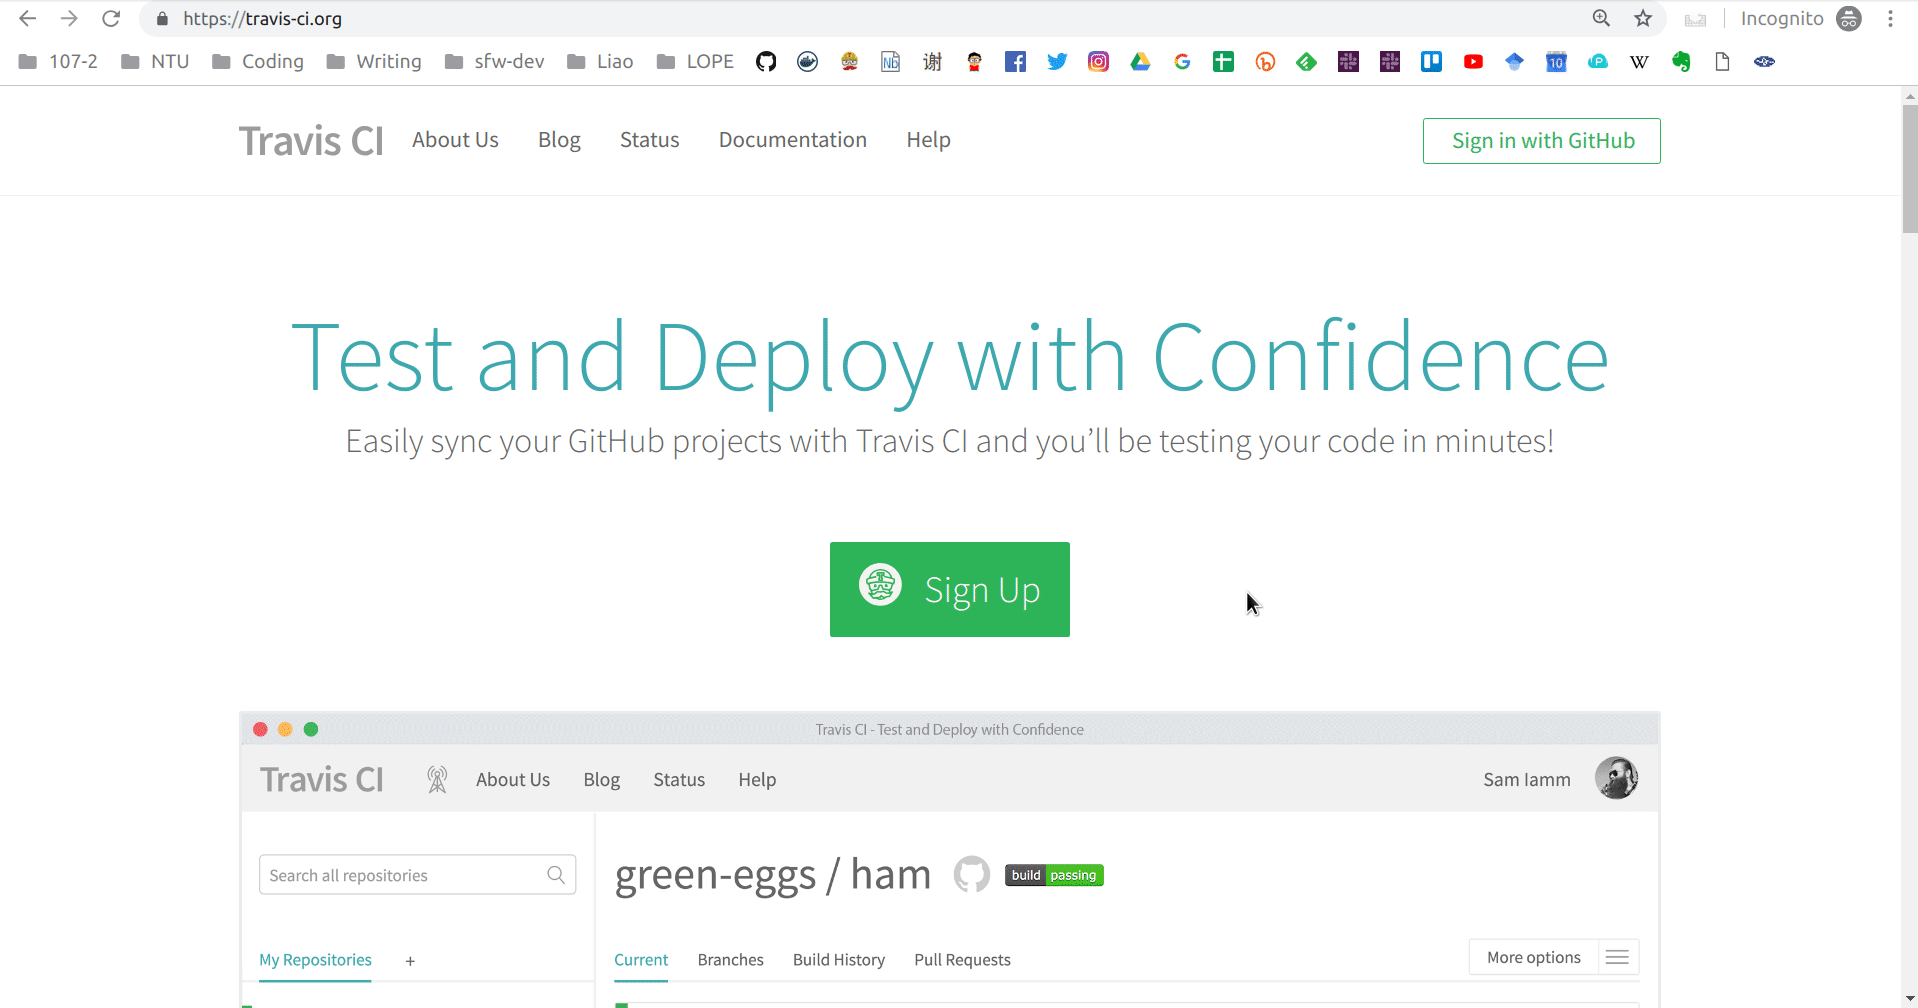 https://travis-ci.org
Incognito
107-2 NTU Coding Writing sfw-dev Liao LOPE Nb 谢 10 P W
Travis CI About Us Blog Status Documentation Help Sign in with GitHub
Test and Deploy with Confidence
Easily sync your GitHub projects with Travis CI and you’ll be testing your code in minutes!
Sign Up
Travis CI - Test and Deploy with Confidence
Travis CI About Us Blog Status Help Sam Iamm
Search all repositories
green-eggs / ham build passing
My Repositories +
Current Branches Build History Pull Requests More options